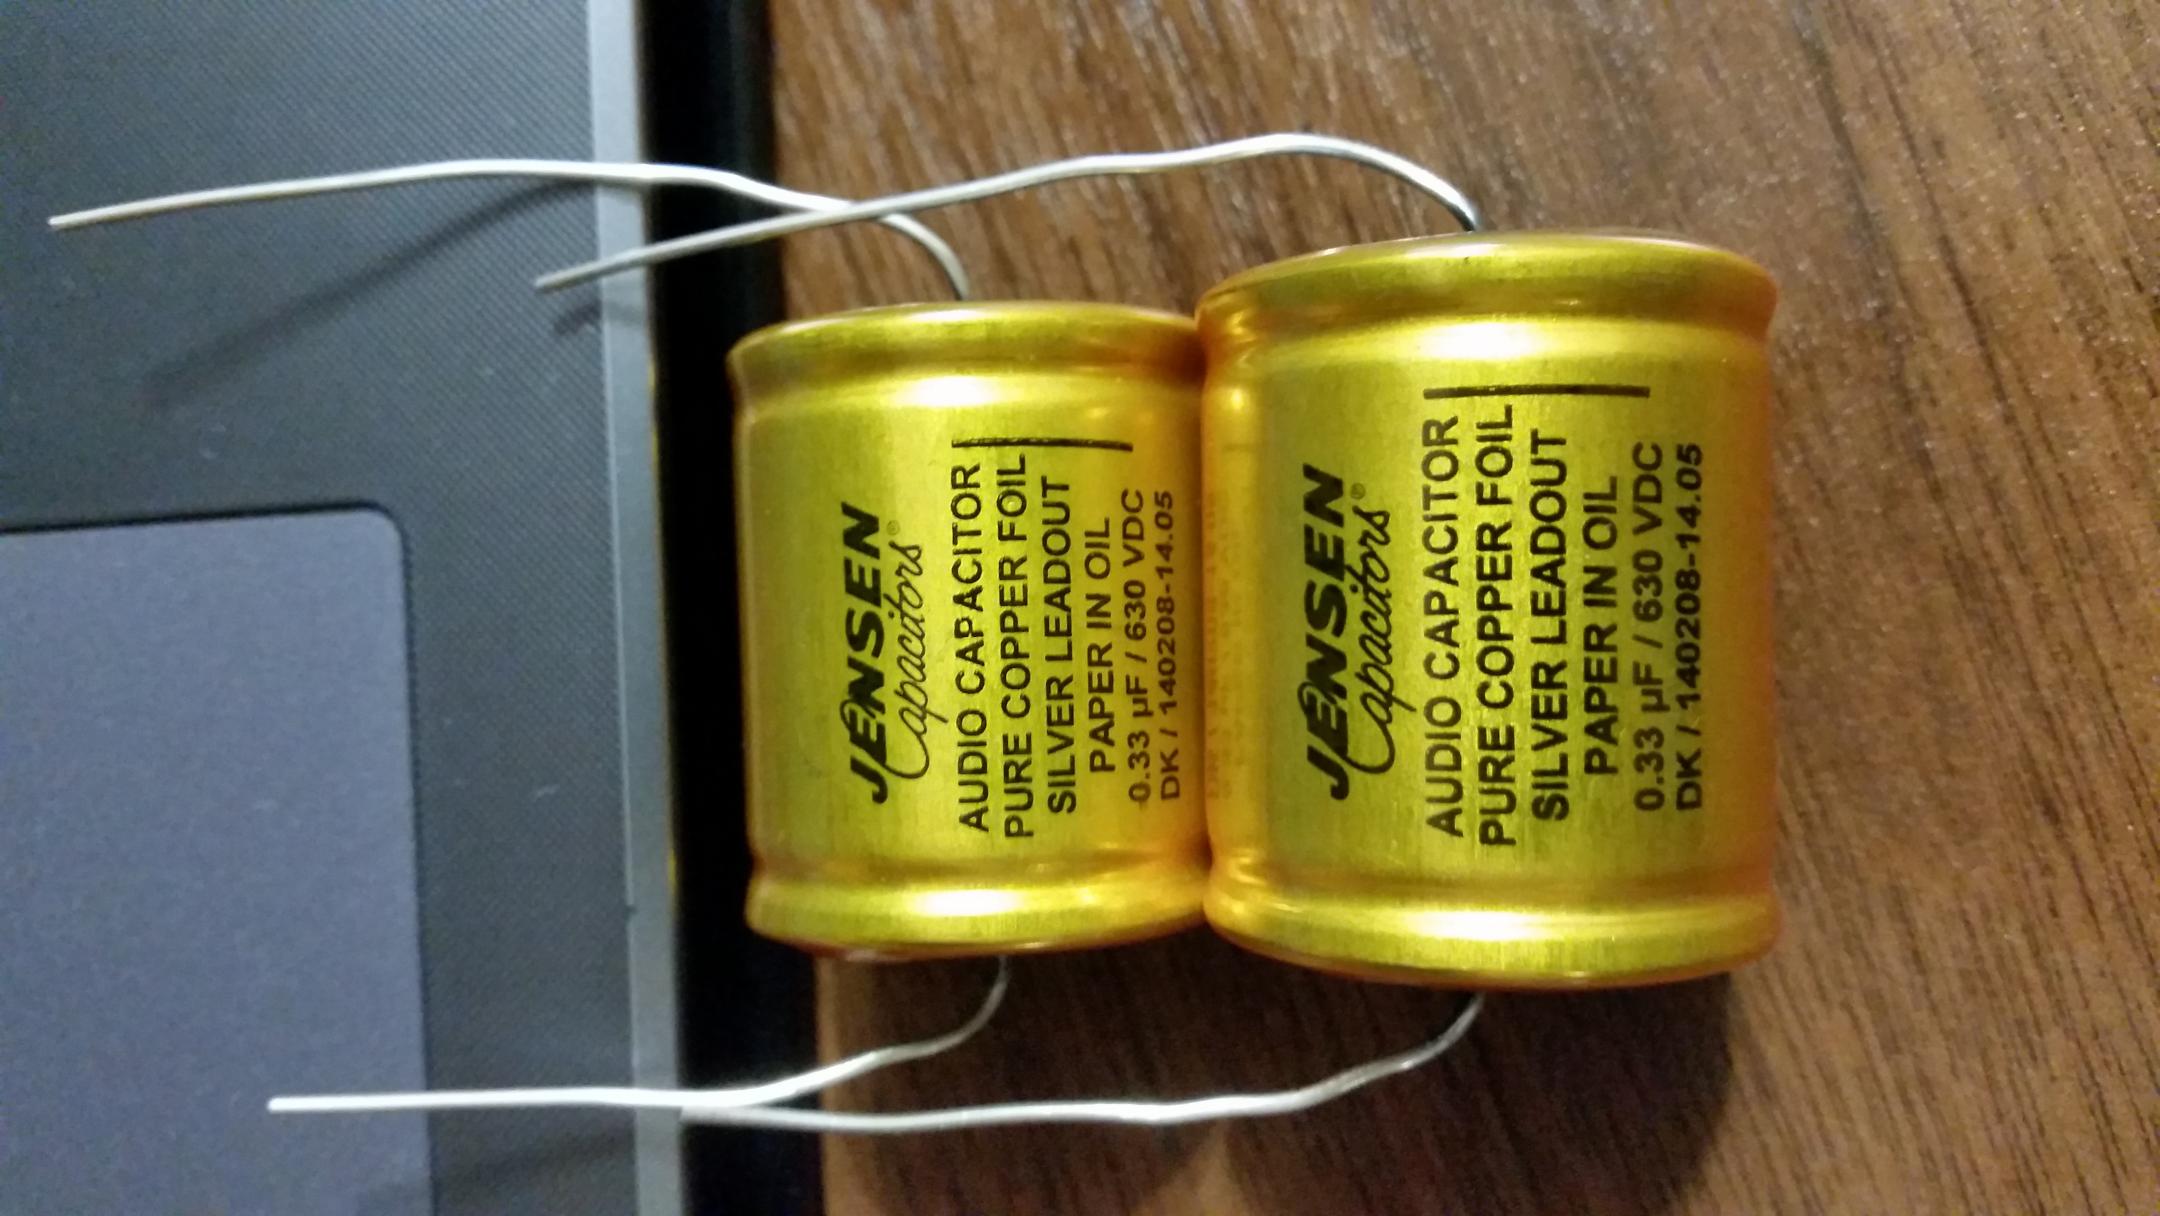 JENSEN
Capacitors®
AUDIO CAPACITOR
PURE COPPER FOIL
SILVER LEADOUT
PAPER IN OIL
0.33 µF / 630 VDC
DK / 140208-14.05
JENSEN
Capacitors®
AUDIO CAPACITOR
PURE COPPER FOIL
SILVER LEADOUT
PAPER IN OIL
0.33 µF / 630 VDC
DK / 140208-14.05